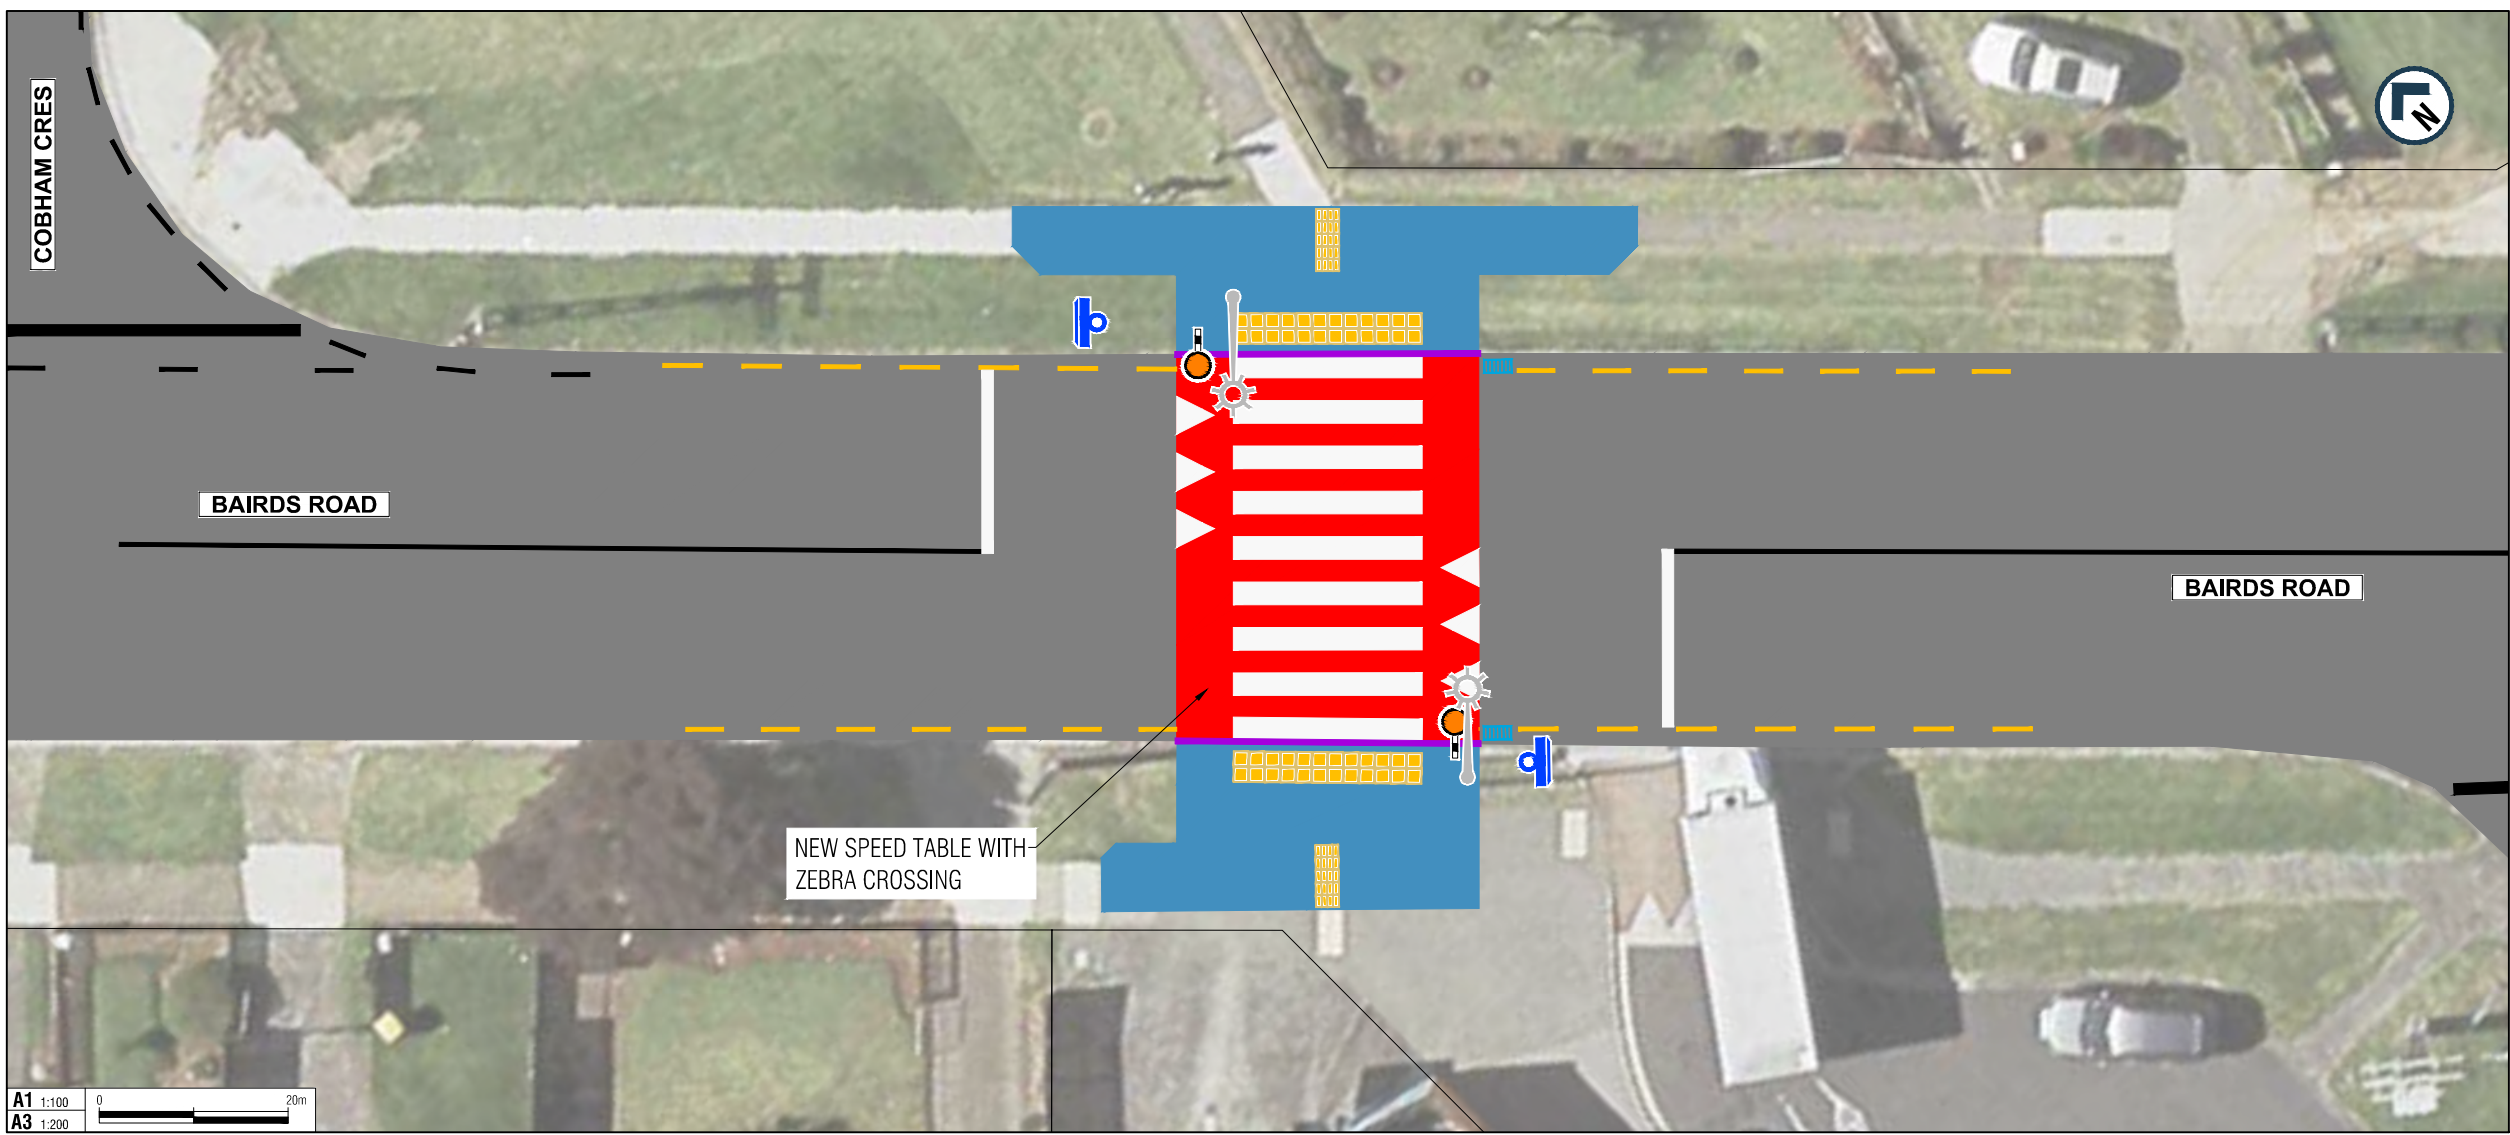 COBHAM CRES
N
BAIRDS ROAD
BAIRDS ROAD
NEW SPEED TABLE WITH
ZEBRA CROSSING
A1 1:100
A3 1:200
0 20m